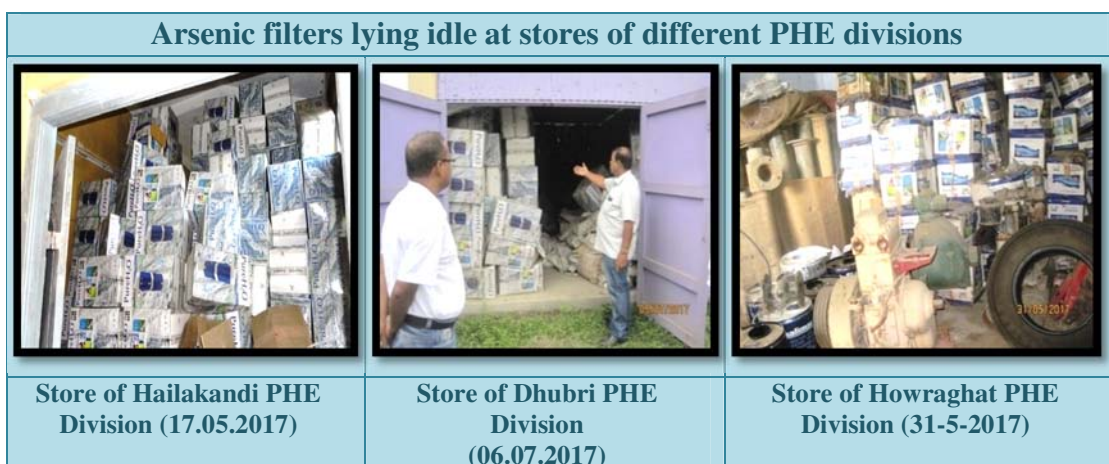 Arsenic filters lying idle at stores of different PHE divisions
31/05/2017
Store of Hailakandi PHE
Division (17.05.2017)
Store of Dhubri PHE
Division
(06.07.2017)
Store of Howraghat PHE
Division (31-5-2017)